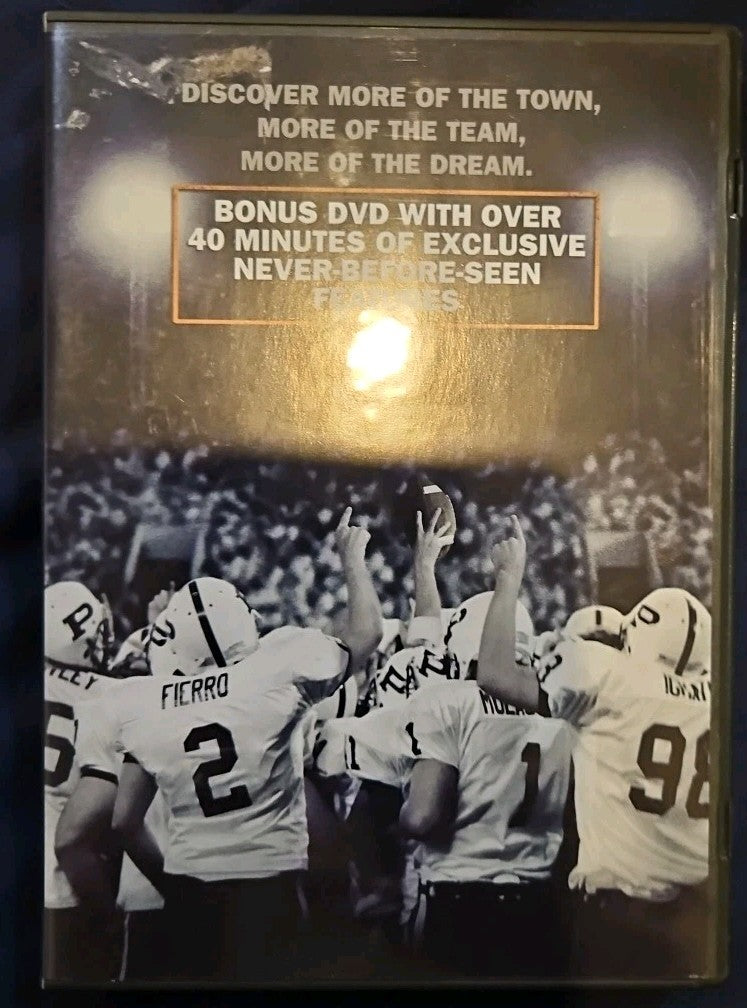 DISCOVER MORE OF THE TOWN,
MORE OF THE TEAM,
MORE OF THE DREAM.
BONUS DVD WITH OVER
40 MINUTES OF EXCLUSIVE
NEVER-BEFORE-SEEN
FEATURES
P
P
P
FIERRO
2
1
98